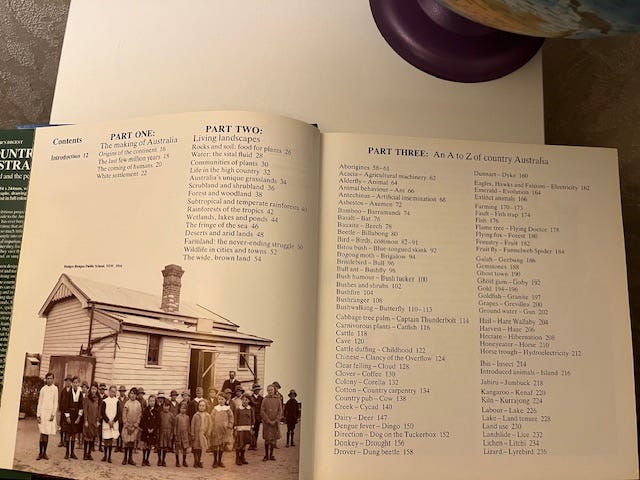 Contents
Introduction 12
PART ONE:
The making of Australia
Origins of the continent 16
The last few million years 18
The coming of humans 20
White settlement 22
PART TWO:
Living landscapes
Rocks and soil: food for plants 26
Water: the vital fluid 28
Communities of plants 30
Life in the high country 32
Australia's unique grasslands 34
Scrubland and shrubland 36
Forest and woodland 38
Subtropical and temperate rainforests
Rainforests of the tropics 42
Wetlands, lakes and ponds 44
The fringe of the sea 46
Deserts and arid lands 48
Farmland: the never-ending struggle 50
Wildlife in cities and towns 52
The wide, brown land 54
Public School, NSW,
PART THREE: An A to Z of country Australia
Aborigines 58–61
Acacia – Agricultural machinery 62
Alderfly – Animal 64
Animal behaviour – Ant 66
Antechinus – Artificial insemination 68
Asbestos – Axemen 72
Bamboo – Barramundi 74
Basalt – Bat 76
Bauxite – Beech 78
Beetle – Billabong 80
Bird – Birth, common 82–91
Bitou bush – Blue-tongued skink 92
Bogong moth – Brigalow 94
Bristlebird – Bull 96
Bull ant – Bushfly 98
Bush humour – Bush tucker 100
Bushes and shrubs 102
Bushfire 104
Bushranger 108
Bushwalking – Butterfly 110–113
Cabbage tree palm – Captain Thunderbolt 114
Carnivorous plants – Catfish 116
Cattle 118
Cave 120
Cattle duffing – Childhood 122
Chinese – Clancy of the Overflow 124
Clear felling – Cloud 128
Clover – Coffee 130
Colony – Corella 132
Cotton – Country carpentry 134
Country pub – Cow 138
Creek – Cycad 140
Dairy – Deer 147
Dengue fever – Dingo 150
Direction – Dog on the Tuckerbox 152
Donkey – Drought 156
Drover – Dung beetle 158
Dunnart – Dyke 160
Eagles, Hawks and Falcons – Electricity 162
Emerald – Evolution 164
Extinct animals 166
Farming 170–173
Fault – Fish trap 174
Fish 176
Flame tree – Flying Doctor 178
Flying fox – Forest 180
Forestry – Fruit 182
Fruit fly – Funnelweb Spider 184
Galah – Geebung 186
Gemstones 188
Ghost town 190
Ghost gum – Goby 192
Gold 194–196
Goldfish – Granite 197
Grapes – Grevillea 200
Ground water – Gun 202
Hail – Hare Wallaby 204
Harvest – Haze 206
Hectare – Hibernation 208
Honeyeater – Horse 210
Horse trough – Hydroelectricity 212
Ibis – Insect 214
Introduced animals – Island 216
Jabiru – Jumbuck 218
Kangaroo – Kenaf 220
Kiln – Kurrajong 224
Labour – Lake 226
Lake – Land tenure 228
Land use 230
Landslide – Lice 232
Lichen – Litchi 234
Lizard – Lyrebird 236